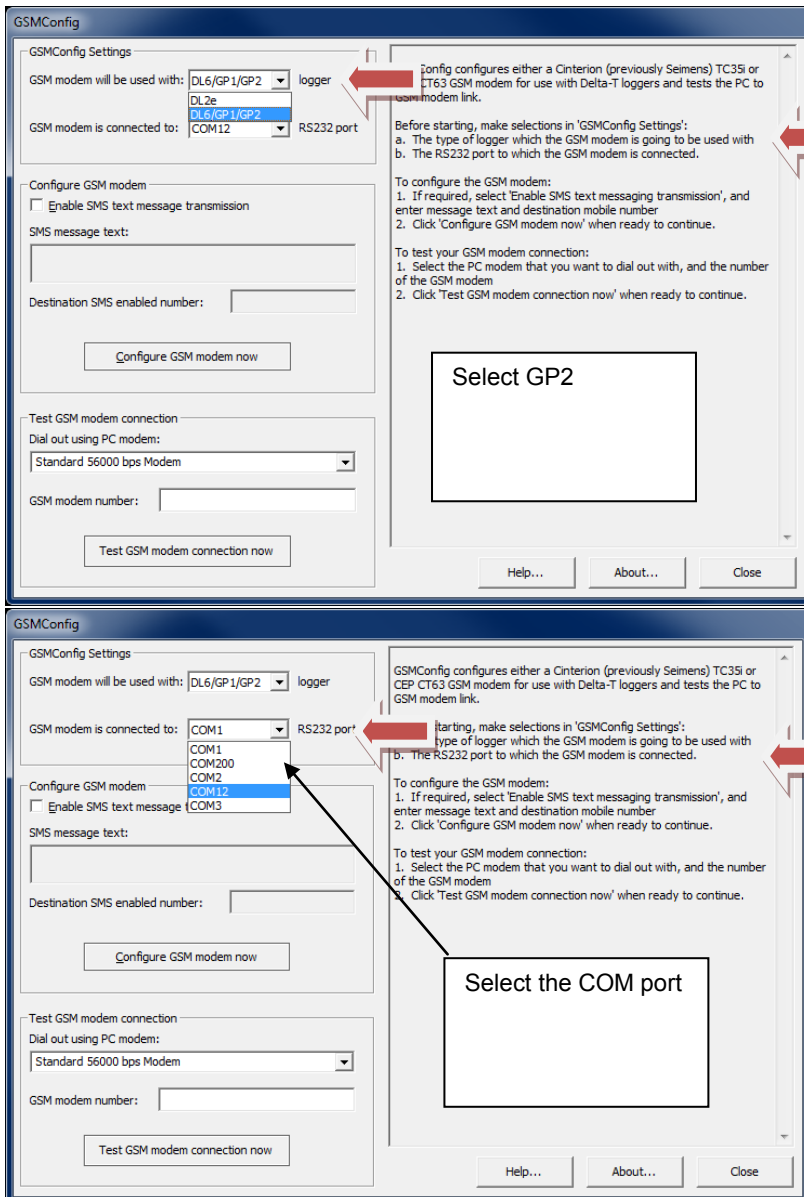 GSMConfig
GSMConfig Settings
GSM modem will be used with: DL6/GP1/GP2 logger
DL2e
DL6/GP1/GP2
GSM modem is connected to: COM12 RS232 port
Configure GSM modem
Enable SMS text message transmission
SMS message text:
Destination SMS enabled number:
Configure GSM modem now
Test GSM modem connection
Dial out using PC modem:
Standard 56000 bps Modem
GSM modem number:
Test GSM modem connection now
Config configures either a Cinterion (previously Seimens) TC35i or
CT63 GSM modem for use with Delta-T loggers and tests the PC to
GSM modem link.
Before starting, make selections in 'GSMConfig Settings':
a. The type of logger which the GSM modem is going to be used with
b. The RS232 port to which the GSM modem is connected.
To configure the GSM modem:
1. If required, select 'Enable SMS text messaging transmission', and
enter message text and destination mobile number
2. Click 'Configure GSM modem now' when ready to continue.
To test your GSM modem connection:
1. Select the PC modem that you want to dial out with, and the number
of the GSM modem
2. Click 'Test GSM modem connection now' when ready to continue.
Select GP2
Help... About... Close
GSMConfig
GSMConfig Settings
GSM modem will be used with: DL6/GP1/GP2 logger
GSM modem is connected to: COM1 RS232 port
COM1
COM200
COM2
COM12
COM3
Configure GSM modem
Enable SMS text message
SMS message text:
Destination SMS enabled number:
Configure GSM modem now
Test GSM modem connection
Dial out using PC modem:
Standard 56000 bps Modem
GSM modem number:
Test GSM modem connection now
GSMConfig configures either a Cinterion (previously Seimens) TC35i or
CEP CT63 GSM modem for use with Delta-T loggers and tests the PC to
GSM modem link.
starting, make selections in 'GSMConfig Settings':
type of logger which the GSM modem is going to be used with
b. The RS232 port to which the GSM modem is connected.
To configure the GSM modem:
1. If required, select 'Enable SMS text messaging transmission', and
enter message text and destination mobile number
2. Click 'Configure GSM modem now' when ready to continue.
To test your GSM modem connection:
1. Select the PC modem that you want to dial out with, and the number
of the GSM modem
2. Click 'Test GSM modem connection now' when ready to continue.
Select the COM port
Help... About... Close